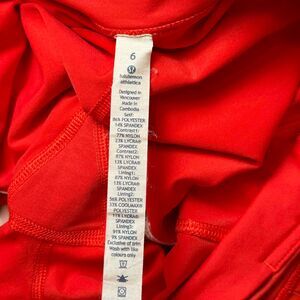 6
lululemon
athletica
Designed in
Vancouver
Made in
Cambodia
Self:
86% POLYESTER
14% SPANDEX
Contrast1:
77% NYLON
23% LYCRA®
SPANDEX
Contrast2:
87% NYLON
13% LYCRA®
SPANDEX
Lining1:
87% NYLON
13% LYCRA®
SPANDEX
Lining2:
56% POLYESTER
33% COOLMAX®
POLYESTER
11% LYCRA®
SPANDEX
Lining3:
91% NYLON
9% SPANDEX
Exclusive of trim
Wash with like
colours only